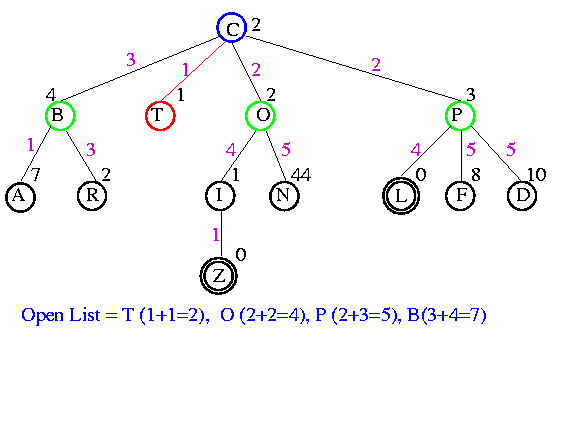 C 2
3 1 2 2
4 1 2 3
B T O P
1 3 4 5 4 5 5
7 2 1 44 0 8 10
A R I N L F D
1
0
Z
Open List = T (1+1=2), O (2+2=4), P (2+3=5), B(3+4=7)